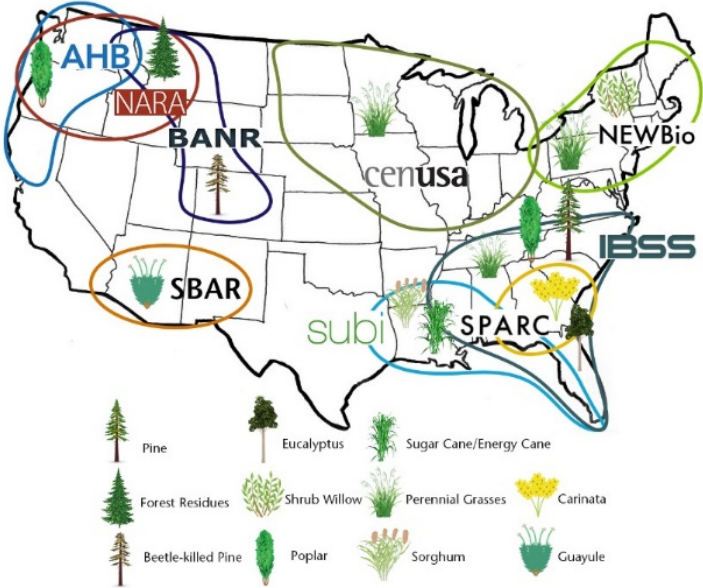 AHB
NARA
BANR
cenusa
NEWBio
IBSS
SBAR
subi
SPARC
Pine
Eucalyptus
Sugar Cane/Energy Cane
Forest Residues
Shrub Willow
Perennial Grasses
Carinata
Beetle-killed Pine
Poplar
Sorghum
Guayule